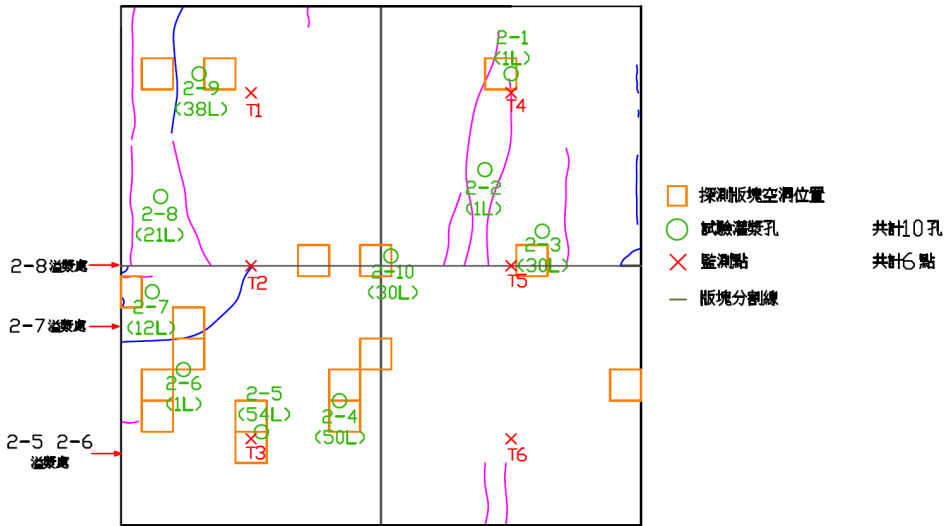 2-1
(1L)
2-9
(38L)
T1
T4
2-2
(1L)
2-8
(21L)
2-3
(30L)
2-10
(30L)
T2
T5
2-7
(12L)
2-6
(1L)
2-5
(54L)
2-4
(50L)
T3
T6
2-8 溢漿處
2-7 溢漿處
2-5 2-6
溢漿處
探測版塊空洞位置
試驗灌漿孔 共計10孔
監測點 共計6點
版塊分割線